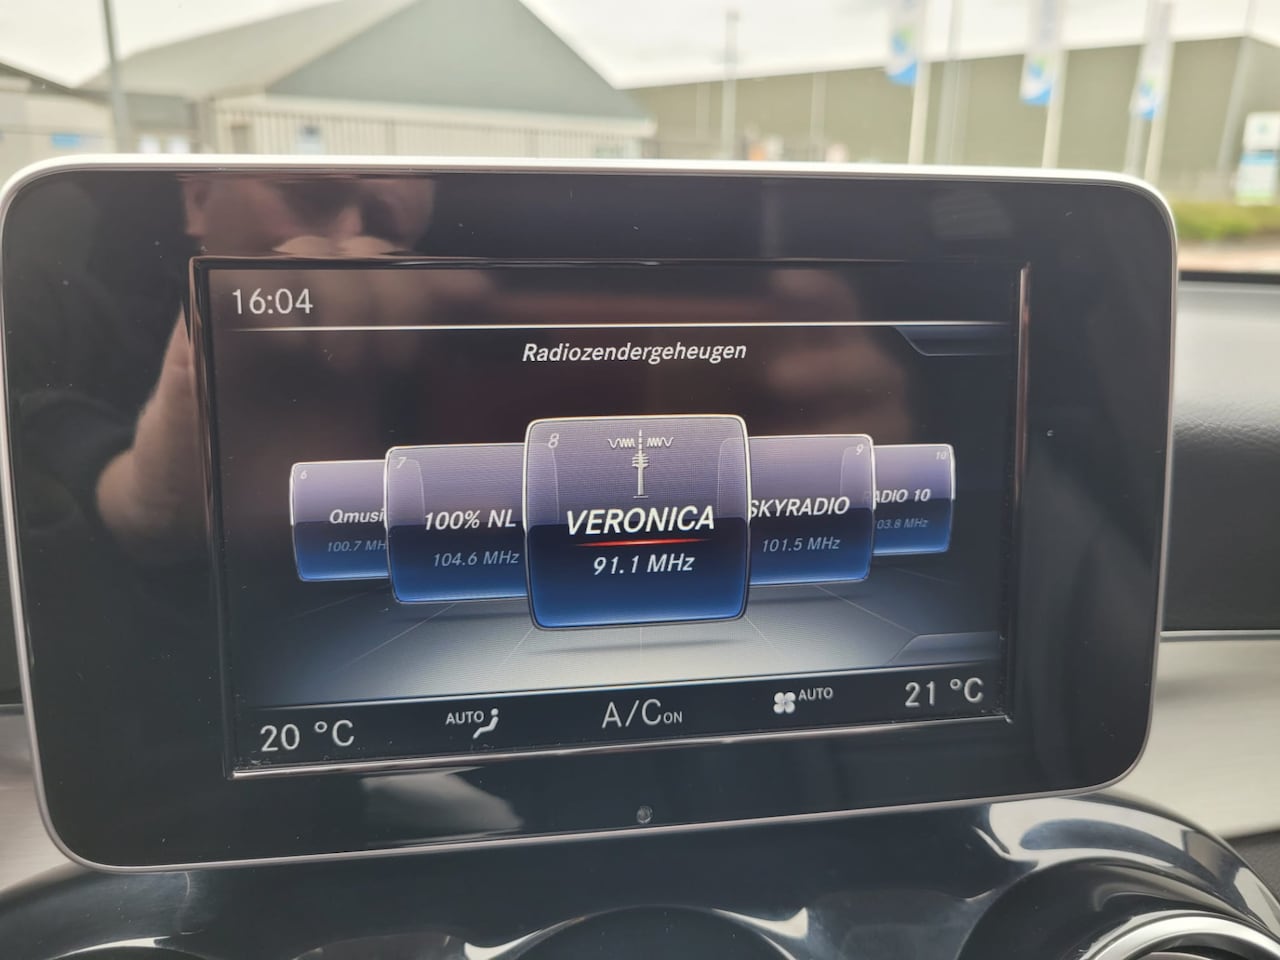 16:04
Radiozendergeheugen
6
Qmusi
100.7 MH
7
100% NL
104.6 MHz
8
VERONICA
91.1 MHz
9
SKYRADIO
101.5 MHz
10
ADIO 10
03.8 MHz
20 °C
AUTO
A/C ON
AUTO
21 °C